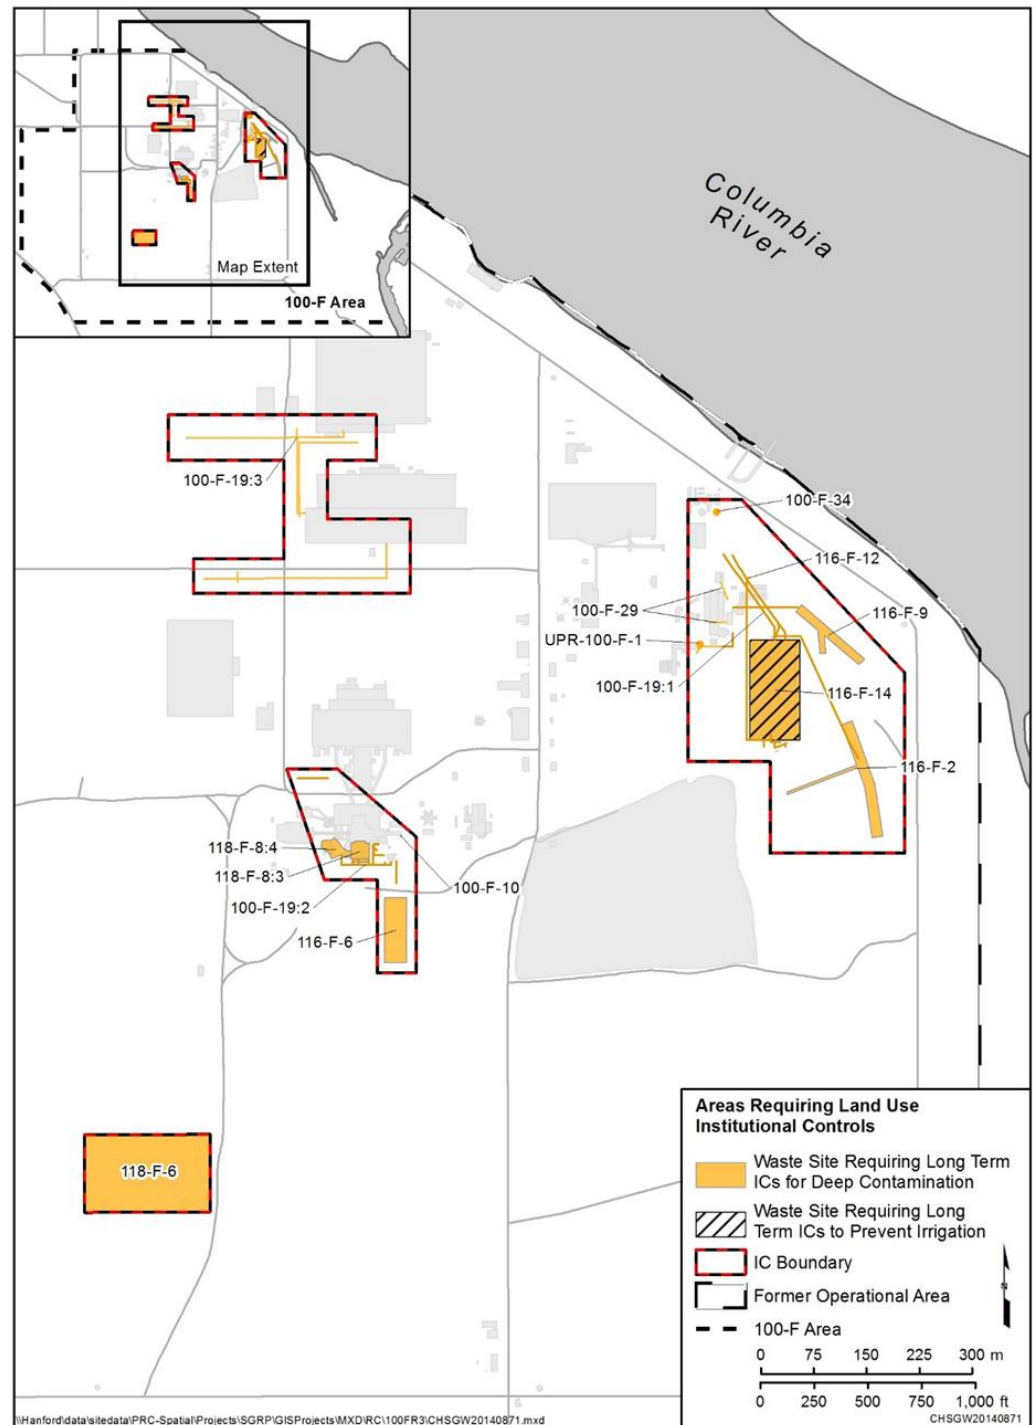 Map Extent
100-F Area
Columbia
River
100-F-19:3
100-F-34
116-F-12
100-F-29
116-F-9
UPR-100-F-1
100-F-19:1
116-F-14
116-F-2
118-F-8:4
118-F-8:3
100-F-10
100-F-19:2
116-F-6
118-F-6
Areas Requiring Land Use
Institutional Controls
Waste Site Requiring Long Term
ICs for Deep Contamination
Waste Site Requiring Long
Term ICs to Prevent Irrigation
IC Boundary
Former Operational Area
N
100-F Area
0 75 150 225 300 m
0 250 500 750 1,000 ft
\\Hanford\data\sitedata\PRC-Spatial\Projects\SGRP\GISProjects\MXD\RC\100FR3\CHSGW20140871.mxd
CHSGW20140871